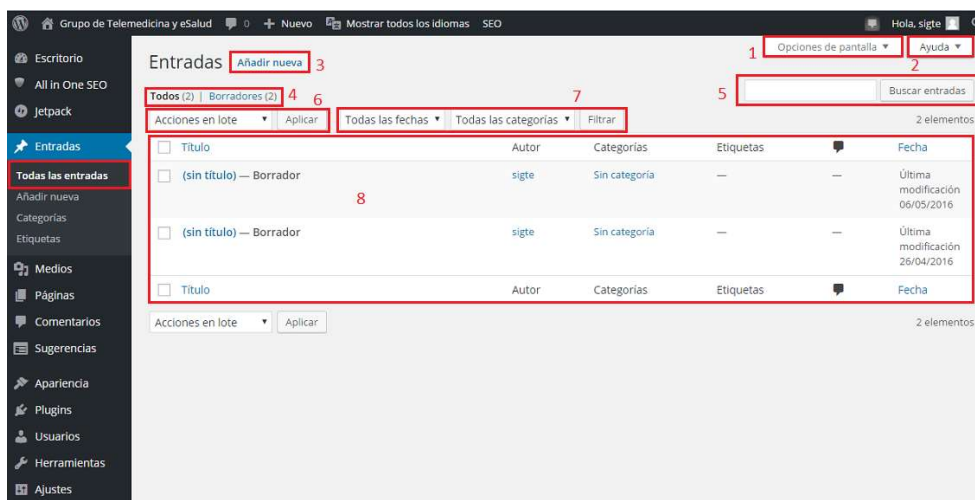 Grupo de Telemedicina y eSalud 0 + Nuevo Mostrar todos los idiomas SEO Hola, sigte
Escritorio
All in One SEO
Jetpack
Entradas
Todas las entradas
Añadir nueva
Categorías
Etiquetas
Medios
Páginas
Comentarios
Sugerencias
Apariencia
Plugins
Usuarios
Herramientas
Ajustes
1 Opciones de pantalla ▼ Ayuda ▼
2
Entradas Añadir nueva 3
Todos (2) | Borradores (2) 4
5 Buscar entradas
6 7
Acciones en lote ▼ Aplicar Todas las fechas ▼ Todas las categorías ▼ Filtrar 2 elementos
Título Autor Categorías Etiquetas Fecha
(sin título) — Borrador sigte Sin categoría — — Última
modificación
06/05/2016
8
(sin título) — Borrador sigte Sin categoría — — Última
modificación
26/04/2016
Título Autor Categorías Etiquetas Fecha
Acciones en lote ▼ Aplicar 2 elementos